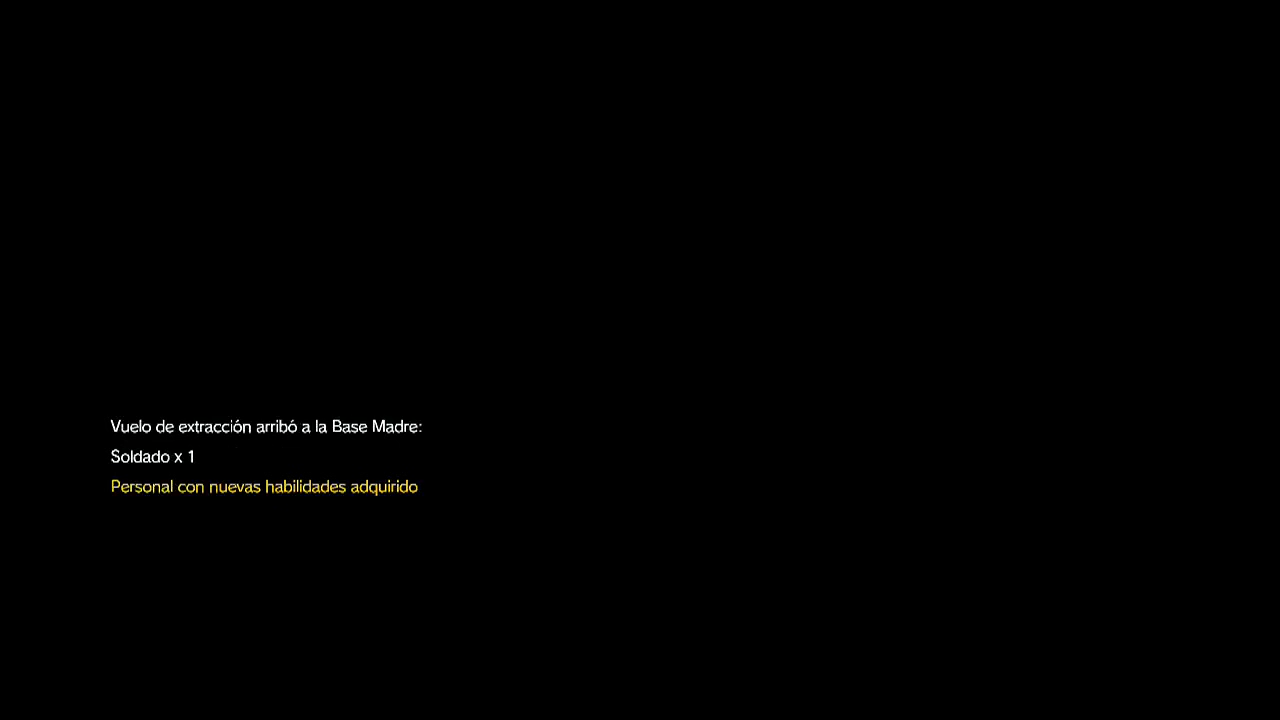 Vuelo de extracción arribó a la Base Madre:
Soldado x 1
Personal con nuevas habilidades adquirido